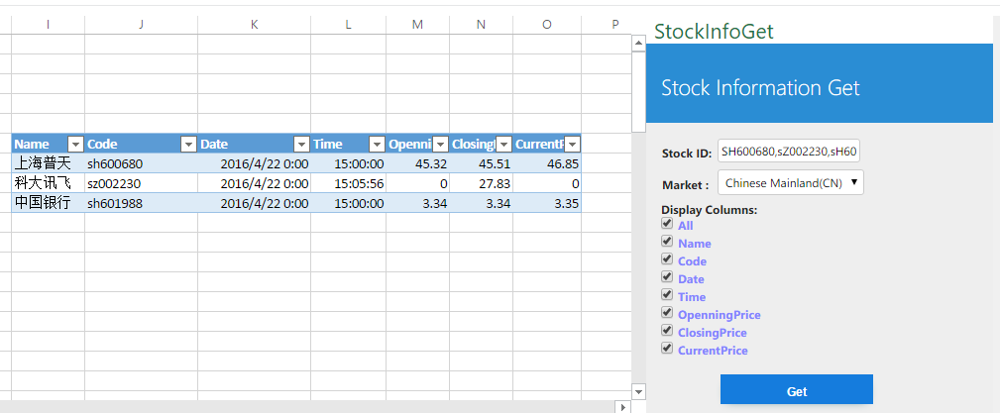 I J K L M N O P
StockInfoGet
Stock Information Get
Name Code Date Time Openni Closing CurrentP
上海普天 sh600680 2016/4/22 0:00 15:00:00 45.32 45.51 46.85
科大讯飞 sz002230 2016/4/22 0:00 15:05:56 0 27.83 0
中国银行 sh601988 2016/4/22 0:00 15:00:00 3.34 3.34 3.35
Stock ID: SH600680,sZ002230,sH60
Market : Chinese Mainland(CN)
Display Columns:
All
Name
Code
Date
Time
OpenningPrice
ClosingPrice
CurrentPrice
Get